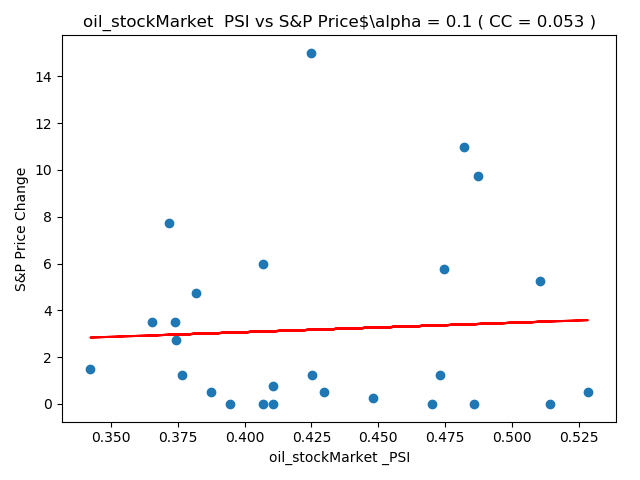 oil_stockMarket  PSI vs S&P Price$\alpha = 0.1 ( CC = 0.053 )
S&P Price Change
14
12
10
8
6
4
2
0
0.350 0.375 0.400 0.425 0.450 0.475 0.500 0.525
oil_stockMarket _PSI